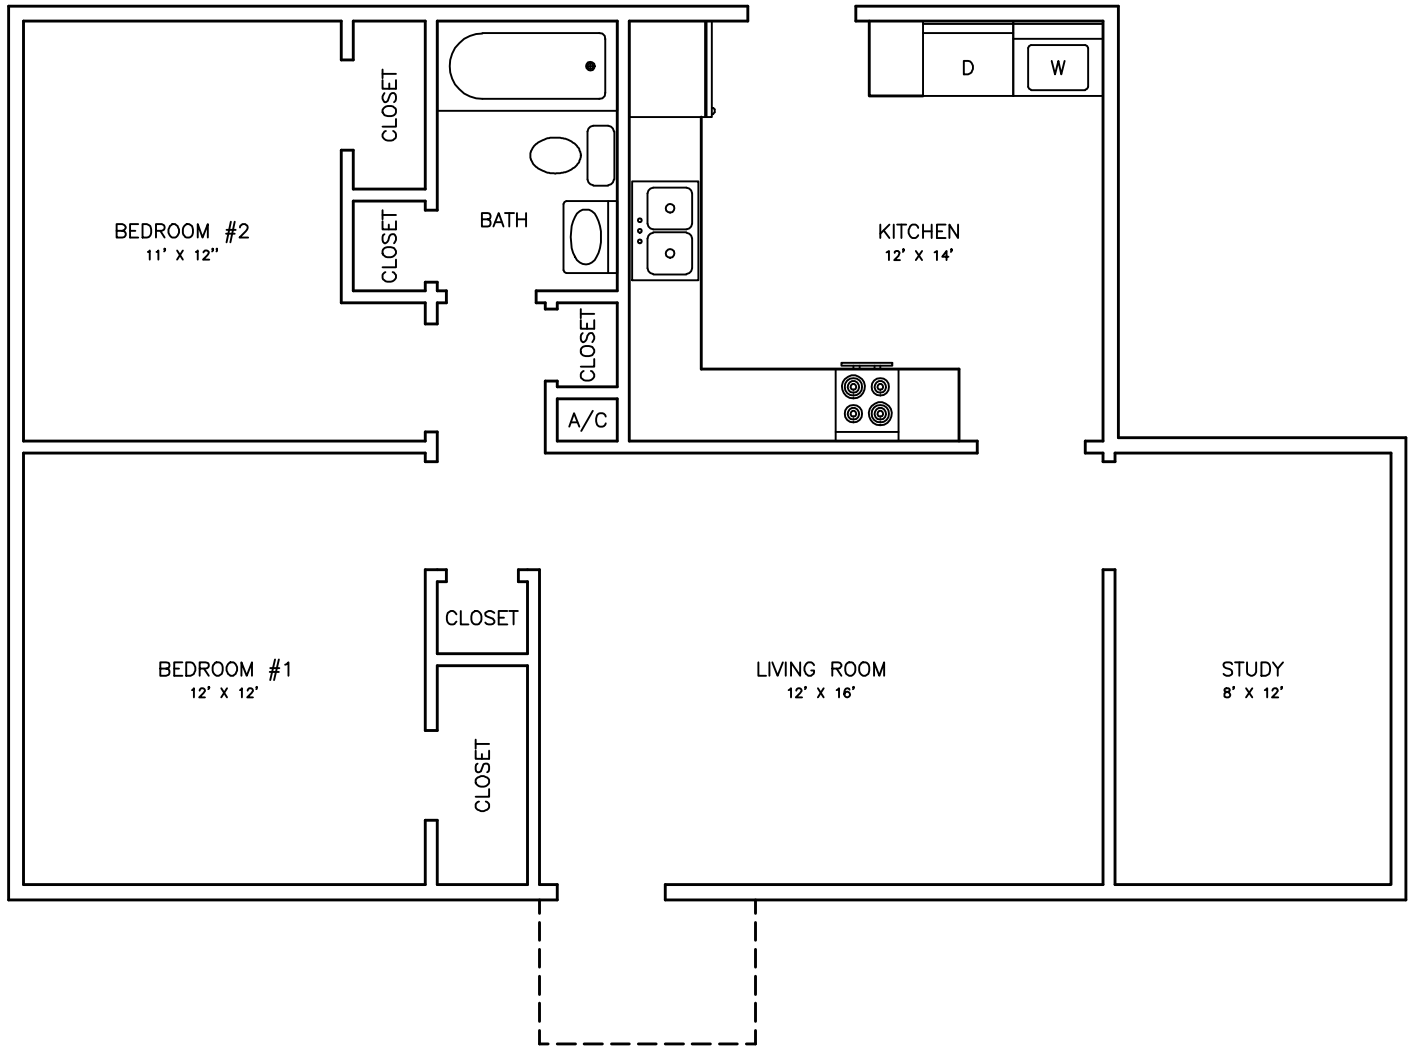 CLOSET
D
W
BATH
BEDROOM #2
11' X 12"
CLOSET
KITCHEN
12' X 14'
CLOSET
A/C
CLOSET
BEDROOM #1
12' X 12'
LIVING ROOM
12' X 16'
STUDY
8' X 12'
CLOSET